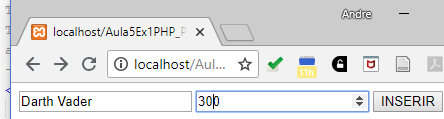 Andre
localhost/Aula5Ex1PHP_P
localhost/Aul...
11h
Darth Vader 300 INSERIR